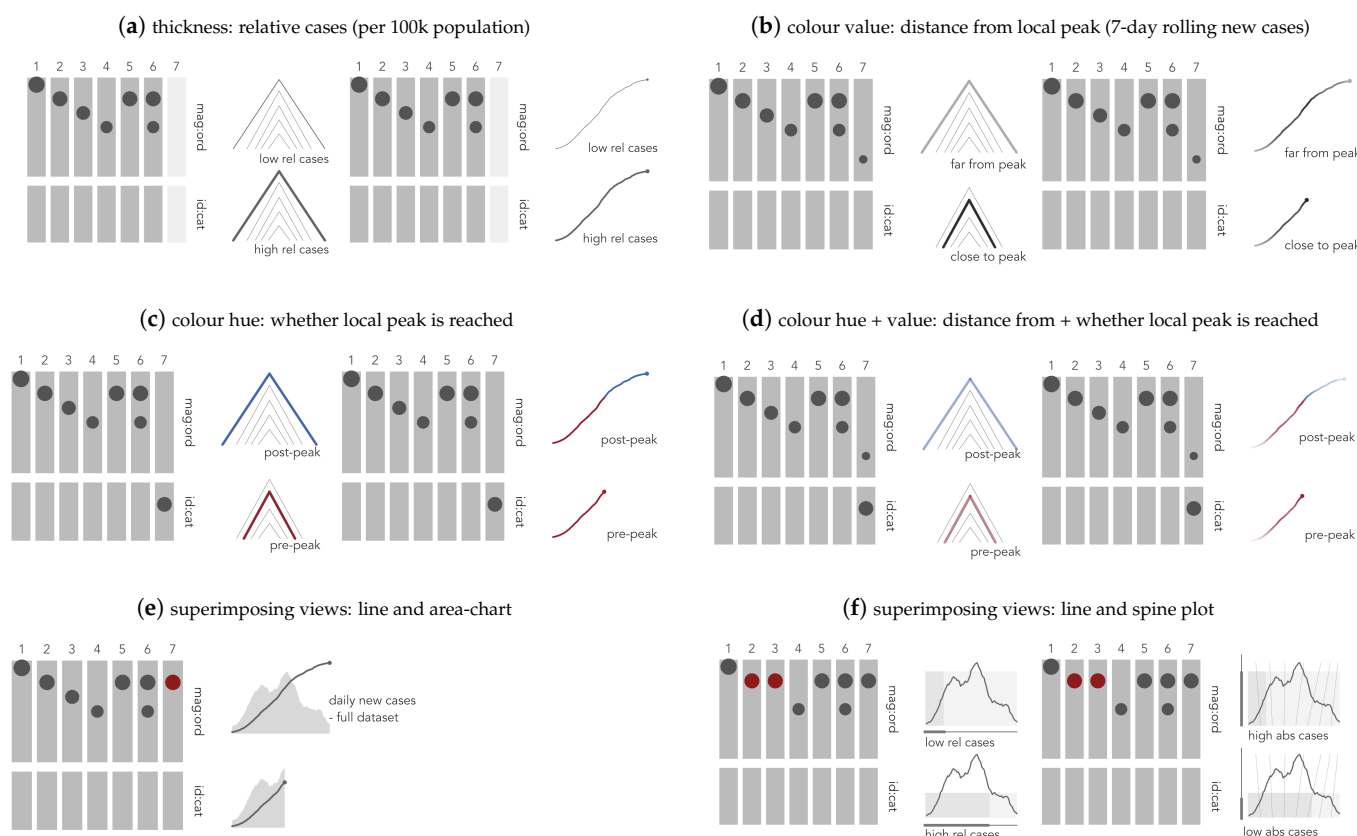 (a) thickness: relative cases (per 100k population)
1 2 3 4 5 6 7
mag:ord
id:cat
low rel cases
high rel cases
1 2 3 4 5 6 7
mag:ord
id:cat
low rel cases
high rel cases
(b) colour value: distance from local peak (7-day rolling new cases)
1 2 3 4 5 6 7
mag:ord
id:cat
far from peak
close to peak
1 2 3 4 5 6 7
mag:ord
id:cat
far from peak
close to peak
(c) colour hue: whether local peak is reached
1 2 3 4 5 6 7
mag:ord
id:cat
post-peak
pre-peak
1 2 3 4 5 6 7
mag:ord
id:cat
post-peak
pre-peak
(d) colour hue + value: distance from + whether local peak is reached
1 2 3 4 5 6 7
mag:ord
id:cat
post-peak
pre-peak
1 2 3 4 5 6 7
mag:ord
id:cat
post-peak
pre-peak
(e) superimposing views: line and area-chart
1 2 3 4 5 6 7
mag:ord
id:cat
daily new cases
- full dataset
(f) superimposing views: line and spine plot
1 2 3 4 5 6 7
mag:ord
id:cat
low rel cases
high rel cases
1 2 3 4 5 6 7
mag:ord
id:cat
high abs cases
low abs cases